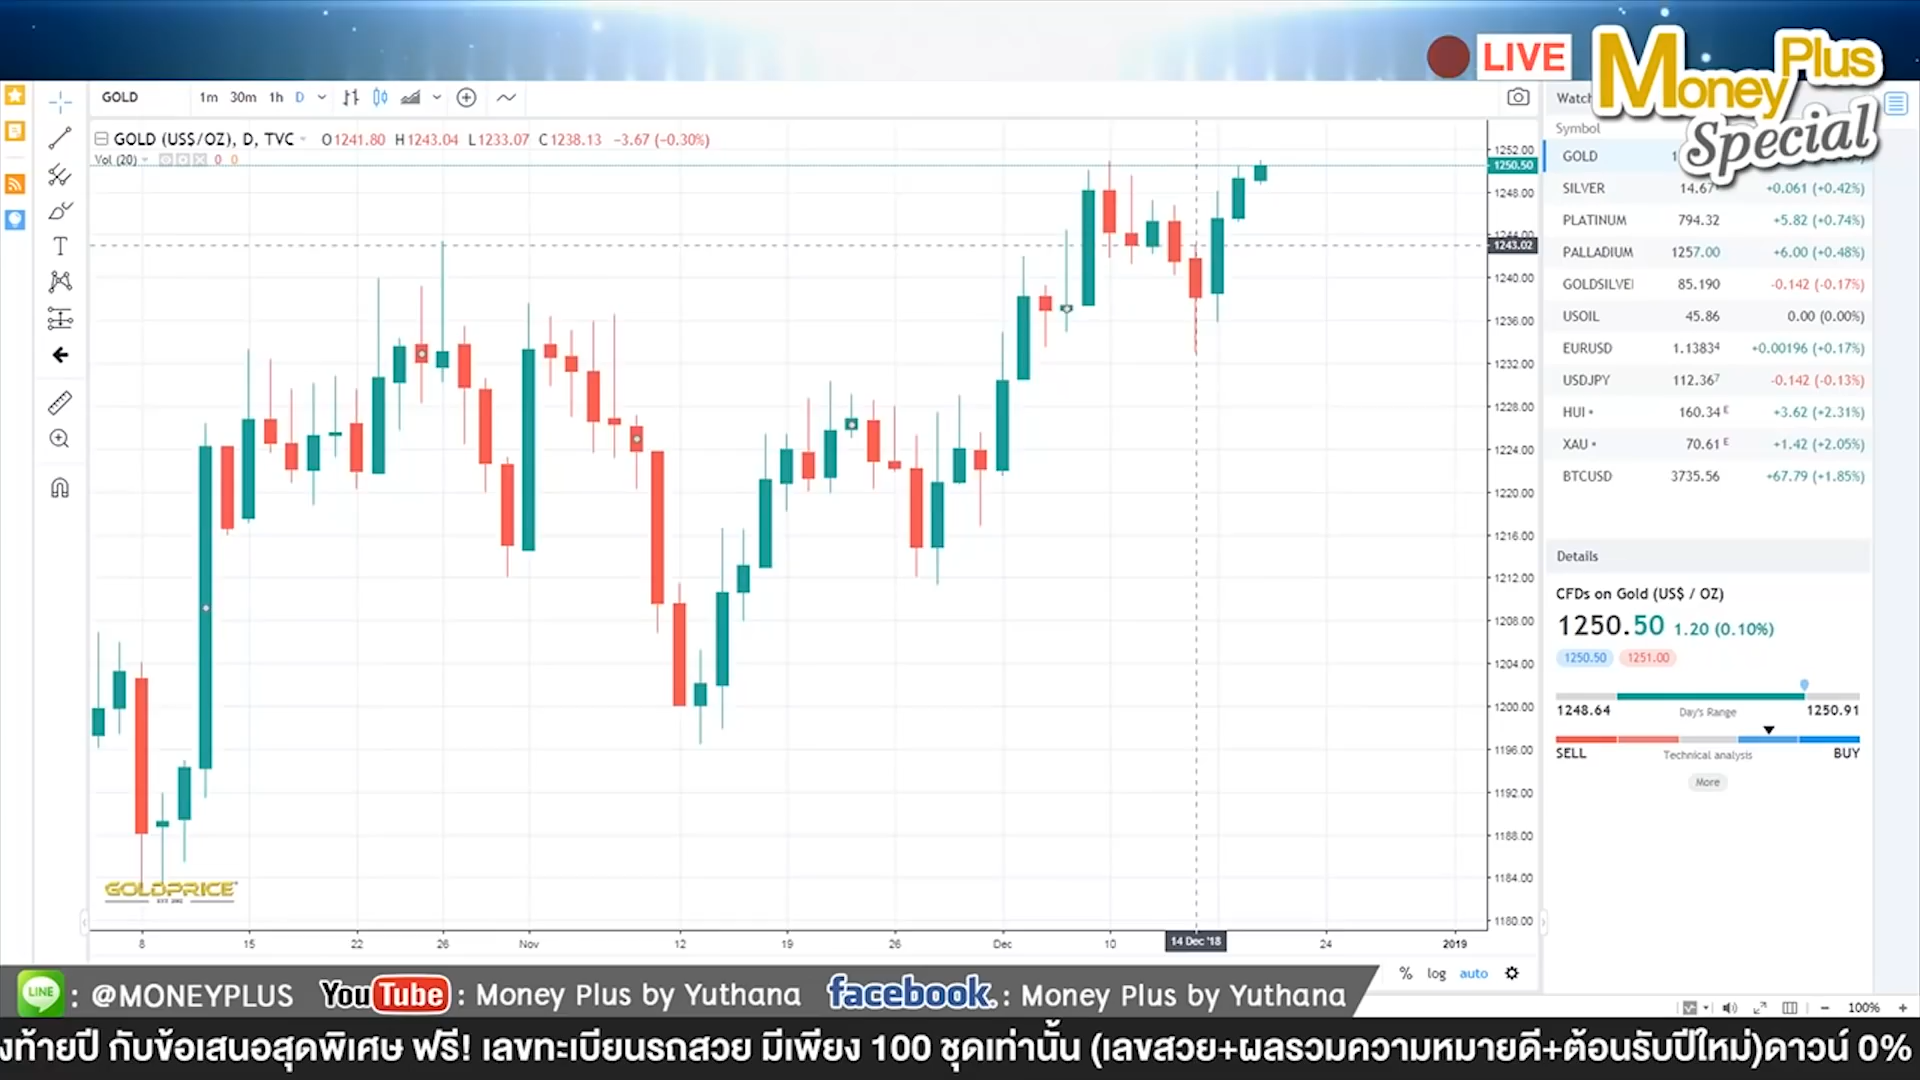 LIVE
Money Plus
Special
GOLD 1m 30m 1h D
GOLD (US$/OZ), D, TVC O1241.80 H1243.04 L1233.07 C1238.13 −3.67 (−0.30%)
Vol (20) 0 0
1252.00
1250.50
1248.00
1244.00
1243.02
1240.00
1236.00
1232.00
1228.00
1224.00
1220.00
1216.00
1212.00
1208.00
1204.00
1200.00
1196.00
1192.00
1188.00
1184.00
1180.00
GOLDPRICE
8 15 22 26 Nov 12 19 26 Dec 10 14 Dec '18 24 2019
% log auto
Symbol
GOLD
SILVER 14.67 +0.061 (+0.42%)
PLATINUM 794.32 +5.82 (+0.74%)
PALLADIUM 1257.00 +6.00 (+0.48%)
GOLDSILVER 85.190 -0.142 (-0.17%)
USOIL 45.86 0.00 (0.00%)
EURUSD 1.13834 +0.00196 (+0.17%)
USDJPY 112.367 -0.142 (-0.13%)
HUI 160.34 E +3.62 (+2.31%)
XAU 70.61 E +1.42 (+2.05%)
BTCUSD 3735.56 +67.79 (+1.85%)
Details
CFDs on Gold (US$ / OZ)
1250.50 1.20 (0.10%)
1250.50 1251.00
1248.64 Day's Range 1250.91
SELL Technical analysis BUY
More
100%
LINE : @MONEYPLUS YouTube : Money Plus by Yuthana facebook. : Money Plus by Yuthana
งท้ายปี กับข้อเสนอสุดพิเศษ ฟรี! เลขทะเบียนรถสวย มีเพียง 100 ชุดเท่านั้น (เลขสวย+ผลรวมความหมายดี+ต้อนรับปีใหม่)ดาวน์ 0%